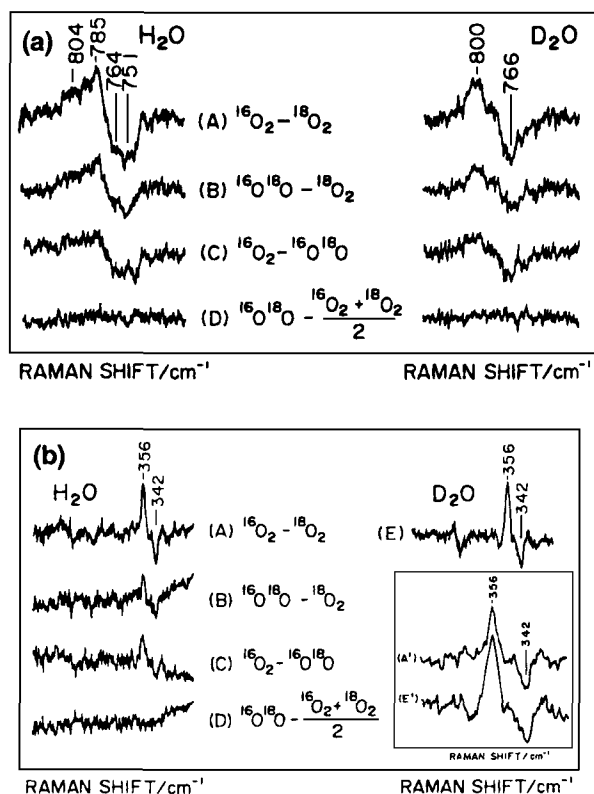 (a) H₂O D₂O
-804
-785
764
751
-800
766
(A) ¹⁶O₂ – ¹⁸O₂
(B) ¹⁶O¹⁸O – ¹⁸O₂
(C) ¹⁶O₂ – ¹⁶O¹⁸O
(D) ¹⁶O¹⁸O – (¹⁶O₂ + ¹⁸O₂)/2
RAMAN SHIFT/cm⁻¹ RAMAN SHIFT/cm⁻¹
(b)
H₂O
-356
-342
D₂O
-356
342
(A) ¹⁶O₂ – ¹⁸O₂ (E)
(B) ¹⁶O¹⁸O – ¹⁸O₂
(C) ¹⁶O₂ – ¹⁶O¹⁸O
(D) ¹⁶O¹⁸O – (¹⁶O₂ + ¹⁸O₂)/2
-356
342
(A')
(E')
RAMAN SHIFT/cm⁻¹
RAMAN SHIFT/cm⁻¹ RAMAN SHIFT/cm⁻¹